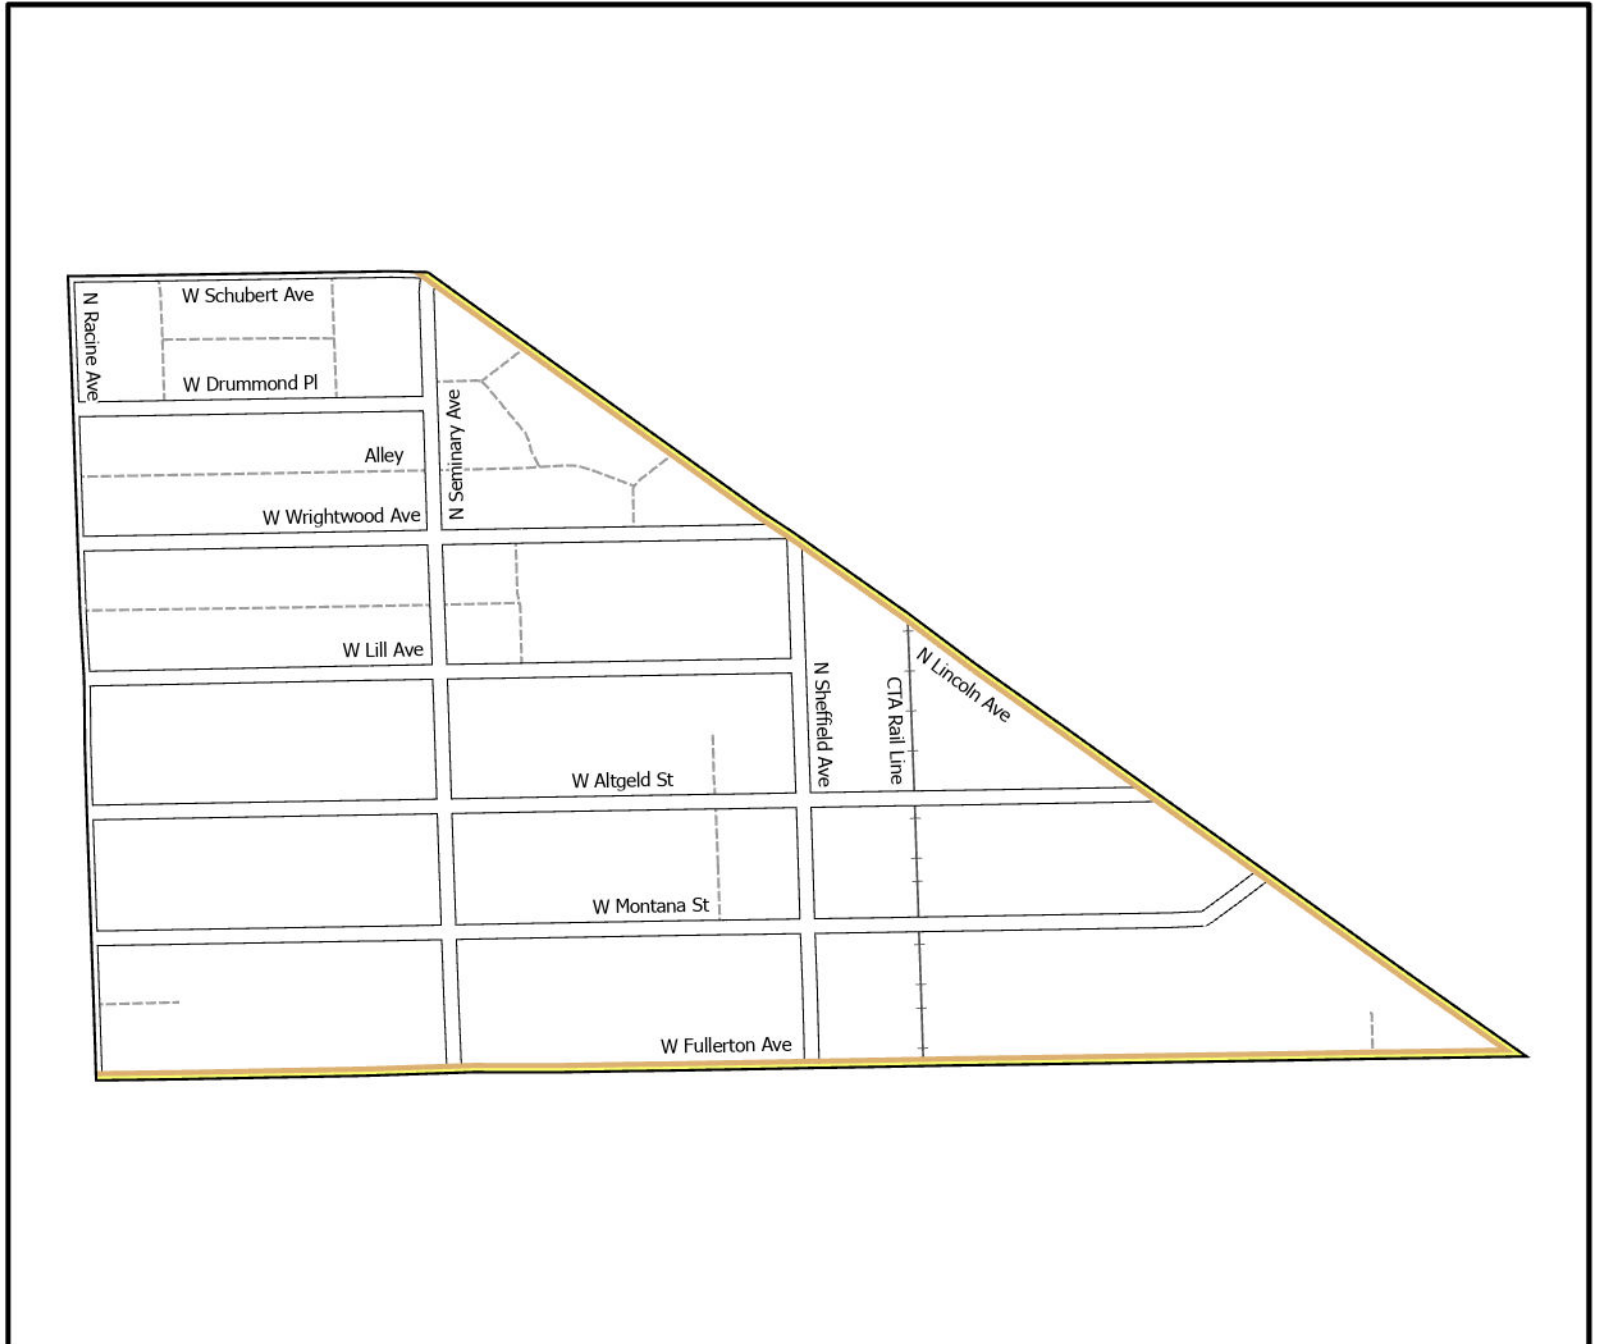 W Schubert Ave
N Racine Ave
W Drummond Pl
N Seminary Ave
Alley
W Wrightwood Ave
W Lill Ave
N Sheffield Ave
CTA Rail Line
N Lincoln Ave
W Altgeld St
W Montana St
W Fullerton Ave